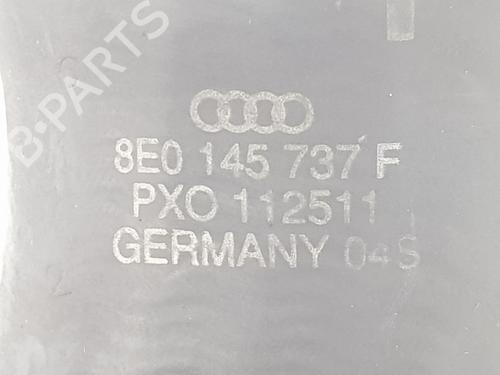 B-PARTS
8E0 145 737 F
PXO 112511
GERMANY 04S